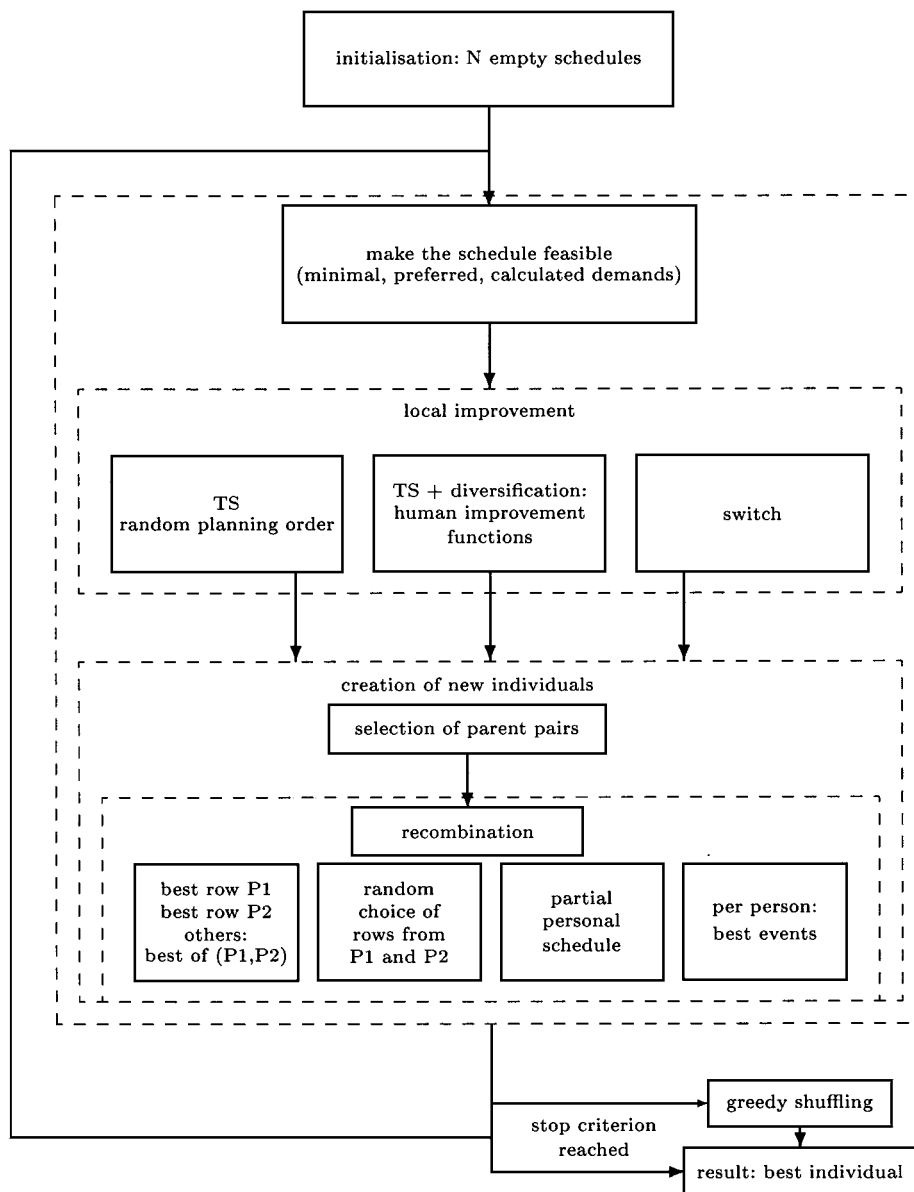 initialisation: N empty schedules
make the schedule feasible
(minimal, preferred, calculated demands)
local improvement
TS
random planning order
TS + diversification:
human improvement
functions
switch
creation of new individuals
selection of parent pairs
recombination
best row P1
best row P2
others:
best of (P1,P2)
random
choice of
rows from
P1 and P2
partial
personal
schedule
per person:
best events
greedy shuffling
stop criterion
reached
result: best individual